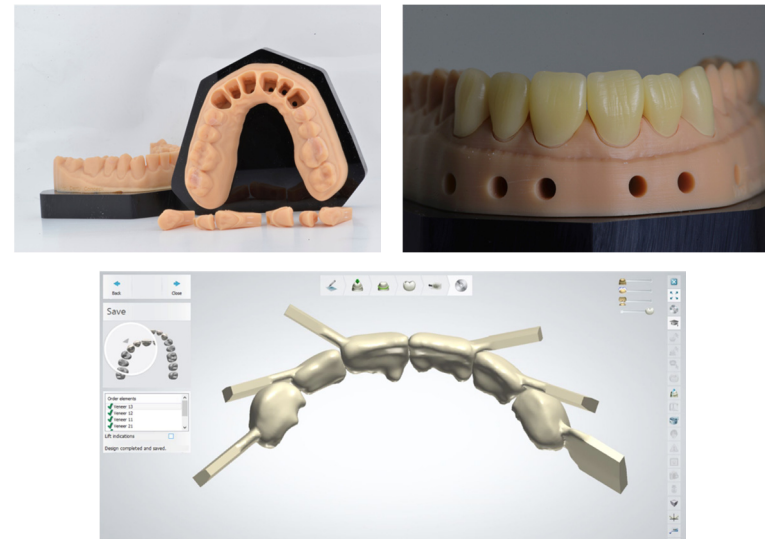 Back
Close
Save
Order elements
Veneer 13
Veneer 12
Veneer 11
Veneer 21
Lift indications
Design completed and saved.